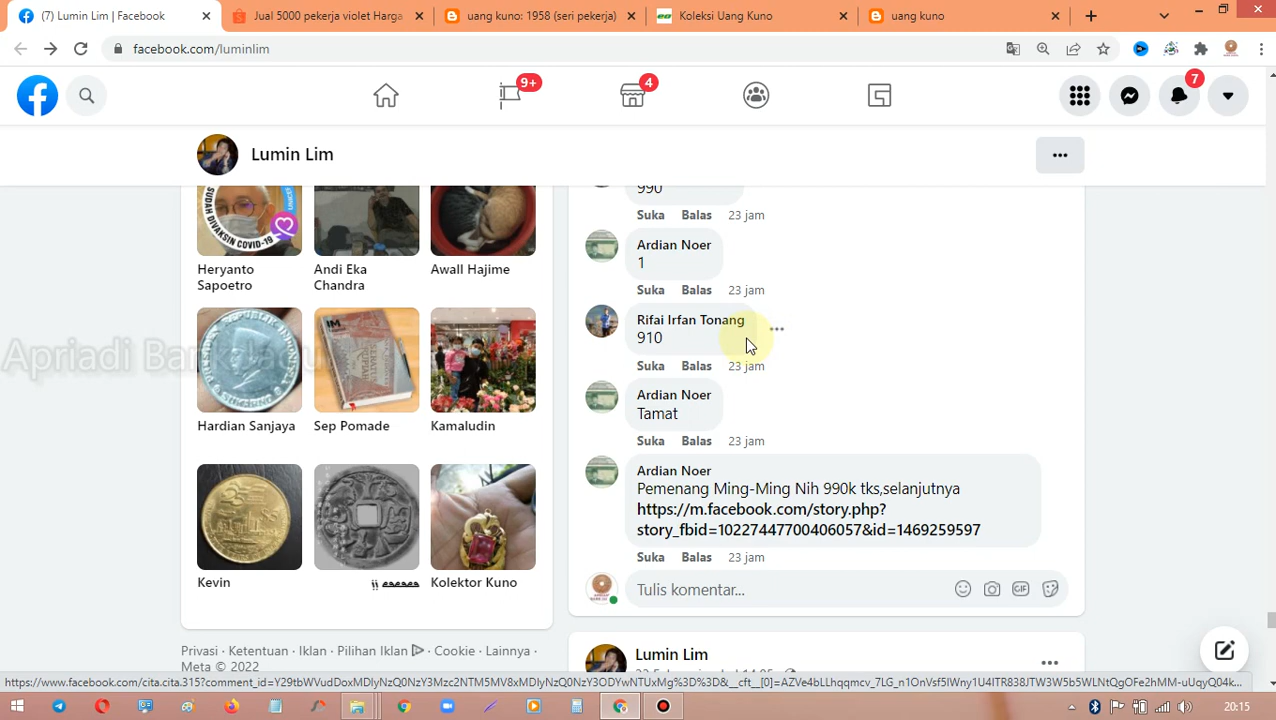 (7) Lumin Lim | Facebook
Jual 5000 pekerja violet Harga
uang kuno: 1958 (seri pekerja)
Koleksi Uang Kuno
uang kuno
facebook.com/luminlim
9+
4
7
Lumin Lim
SUDAH DIVAKSIN COVID-19
Heryanto
Sapoetro
Andi Eka
Chandra
Awall Hajime
Hardian Sanjaya
Sep Pomade
Kamaludin
Kevin
Kolektor Kuno
Apriadi Bank
Privasi · Ketentuan · Iklan · Pilihan Iklan · Cookie · Lainnya ·
Meta © 2022
990
Suka Balas 23 jam
Ardian Noer
1
Suka Balas 23 jam
Rifai Irfan Tonang
910
Suka Balas 23 jam
Ardian Noer
Tamat
Suka Balas 23 jam
Ardian Noer
Pemenang Ming-Ming Nih 990k tks,selanjutnya
https://m.facebook.com/story.php?
story_fbid=10227447700406057&id=1469259597
Suka Balas 23 jam
Tulis komentar...
GIF
Lumin Lim
20:15